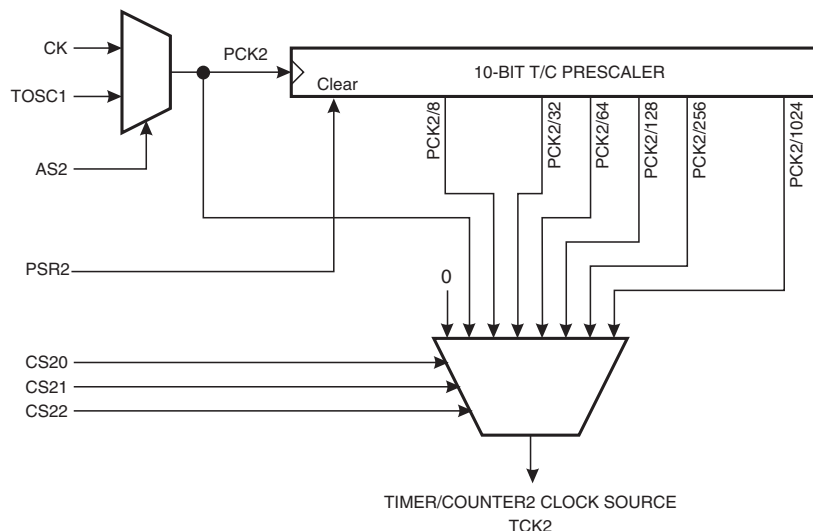 CK
PCK2
10-BIT T/C PRESCALER
TOSC1
Clear
PCK2/8
PCK2/32
PCK2/64
PCK2/128
PCK2/256
PCK2/1024
AS2
PSR2
0
CS20
CS21
CS22
TIMER/COUNTER2 CLOCK SOURCE
TCK2